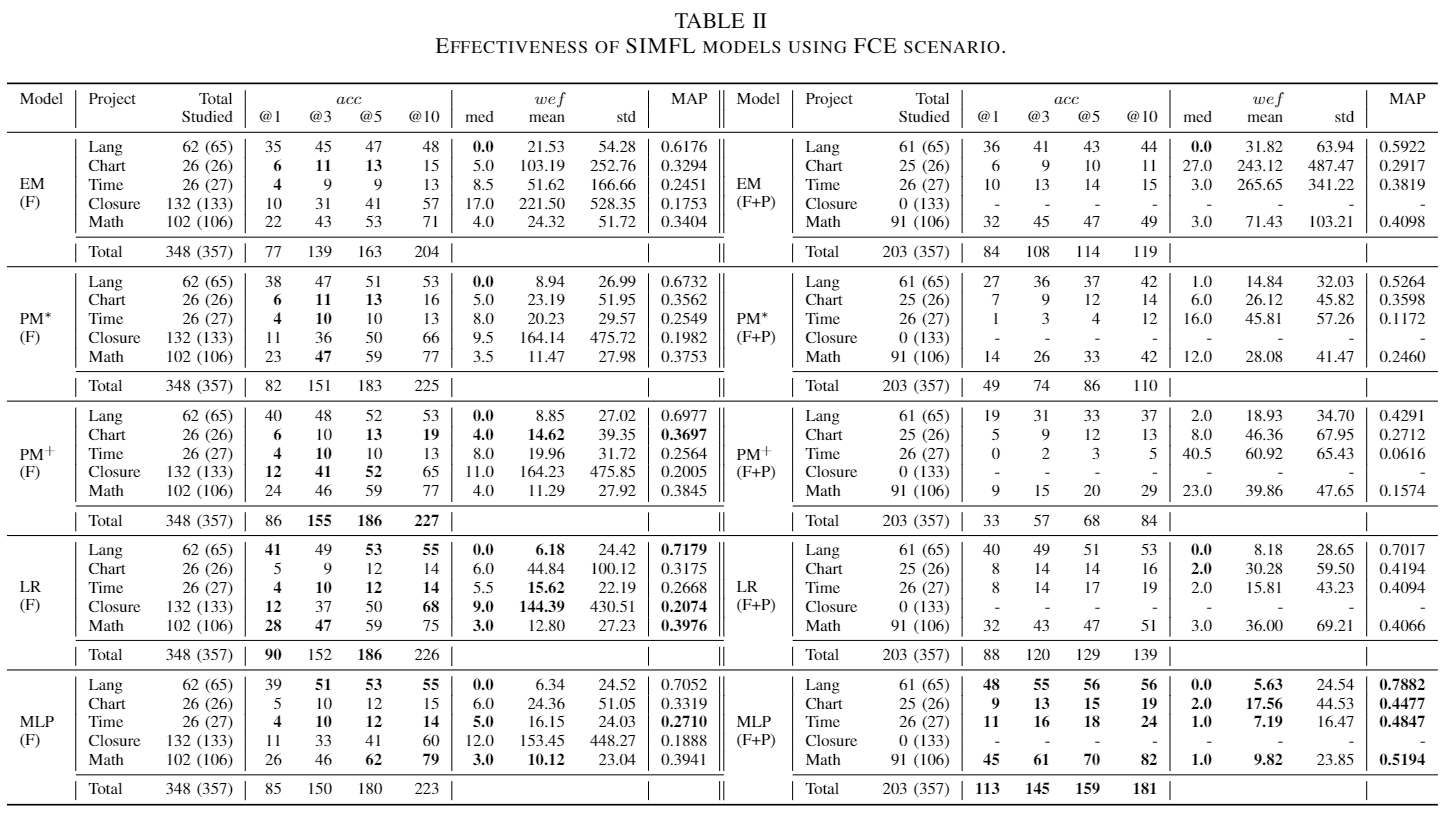 TABLE II
EFFECTIVENESS OF SIMFL MODELS USING FCE SCENARIO.
Model Project Total acc wef MAP Model Project Total acc wef MAP
Studied @1 @3 @5 @10 med mean std Studied @1 @3 @5 @10 med mean std
Lang 62 (65) 35 45 47 48 0.0 21.53 54.28 0.6176 Lang 61 (65) 36 41 43 44 0.0 31.82 63.94 0.5922
Chart 26 (26) 6 11 13 15 5.0 103.19 252.76 0.3294 Chart 25 (26) 6 9 10 11 27.0 243.12 487.47 0.2917
EM Time 26 (27) 4 9 9 13 8.5 51.62 166.66 0.2451 EM Time 26 (27) 10 13 14 15 3.0 265.65 341.22 0.3819
(F) Closure 132 (133) 10 31 41 57 17.0 221.50 528.35 0.1753 (F+P) Closure 0 (133) - - - - - - - -
Math 102 (106) 22 43 53 71 4.0 24.32 51.72 0.3404 Math 91 (106) 32 45 47 49 3.0 71.43 103.21 0.4098
Total 348 (357) 77 139 163 204 Total 203 (357) 84 108 114 119
Lang 62 (65) 38 47 51 53 0.0 8.94 26.99 0.6732 Lang 61 (65) 27 36 37 42 1.0 14.84 32.03 0.5264
Chart 26 (26) 6 11 13 16 5.0 23.19 51.95 0.3562 Chart 25 (26) 7 9 12 14 6.0 26.12 45.82 0.3598
PM* Time 26 (27) 4 10 10 13 8.0 20.23 29.57 0.2549 PM* Time 26 (27) 1 3 4 12 16.0 45.81 57.26 0.1172
(F) Closure 132 (133) 11 36 50 66 9.5 164.14 475.72 0.1982 (F+P) Closure 0 (133) - - - - - - - -
Math 102 (106) 23 47 59 77 3.5 11.47 27.98 0.3753 Math 91 (106) 14 26 33 42 12.0 28.08 41.47 0.2460
Total 348 (357) 82 151 183 225 Total 203 (357) 49 74 86 110
Lang 62 (65) 40 48 52 53 0.0 8.85 27.02 0.6977 Lang 61 (65) 19 31 33 37 2.0 18.93 34.70 0.4291
Chart 26 (26) 6 10 13 19 4.0 14.62 39.35 0.3697 Chart 25 (26) 5 9 12 13 8.0 46.36 67.95 0.2712
PM+ Time 26 (27) 4 10 10 13 8.0 19.96 31.72 0.2564 PM+ Time 26 (27) 0 2 3 5 40.5 60.92 65.43 0.0616
(F) Closure 132 (133) 12 41 52 65 11.0 164.23 475.85 0.2005 (F+P) Closure 0 (133) - - - - - - - -
Math 102 (106) 24 46 59 77 4.0 11.29 27.92 0.3845 Math 91 (106) 9 15 20 29 23.0 39.86 47.65 0.1574
Total 348 (357) 86 155 186 227 Total 203 (357) 33 57 68 84
Lang 62 (65) 41 49 53 55 0.0 6.18 24.42 0.7179 Lang 61 (65) 40 49 51 53 0.0 8.18 28.65 0.7017
Chart 26 (26) 5 9 12 14 6.0 44.84 100.12 0.3175 Chart 25 (26) 8 14 14 16 2.0 30.28 59.50 0.4194
LR Time 26 (27) 4 10 12 14 5.5 15.62 22.19 0.2668 LR Time 26 (27) 8 14 17 19 2.0 15.81 43.23 0.4094
(F) Closure 132 (133) 12 37 50 68 9.0 144.39 430.51 0.2074 (F+P) Closure 0 (133) - - - - - - - -
Math 102 (106) 28 47 59 75 3.0 12.80 27.23 0.3976 Math 91 (106) 32 43 47 51 3.0 36.00 69.21 0.4066
Total 348 (357) 90 152 186 226 Total 203 (357) 88 120 129 139
Lang 62 (65) 39 51 53 55 0.0 6.34 24.52 0.7052 Lang 61 (65) 48 55 56 56 0.0 5.63 24.54 0.7882
Chart 26 (26) 5 10 12 15 6.0 24.36 51.05 0.3319 Chart 25 (26) 9 13 15 19 2.0 17.56 44.53 0.4477
MLP Time 26 (27) 4 10 12 14 5.0 16.15 24.03 0.2710 MLP Time 26 (27) 11 16 18 24 1.0 7.19 16.47 0.4847
(F) Closure 132 (133) 11 33 41 60 12.0 153.45 448.27 0.1888 (F+P) Closure 0 (133) - - - - - - - -
Math 102 (106) 26 46 62 79 3.0 10.12 23.04 0.3941 Math 91 (106) 45 61 70 82 1.0 9.82 23.85 0.5194
Total 348 (357) 85 150 180 223 Total 203 (357) 113 145 159 181